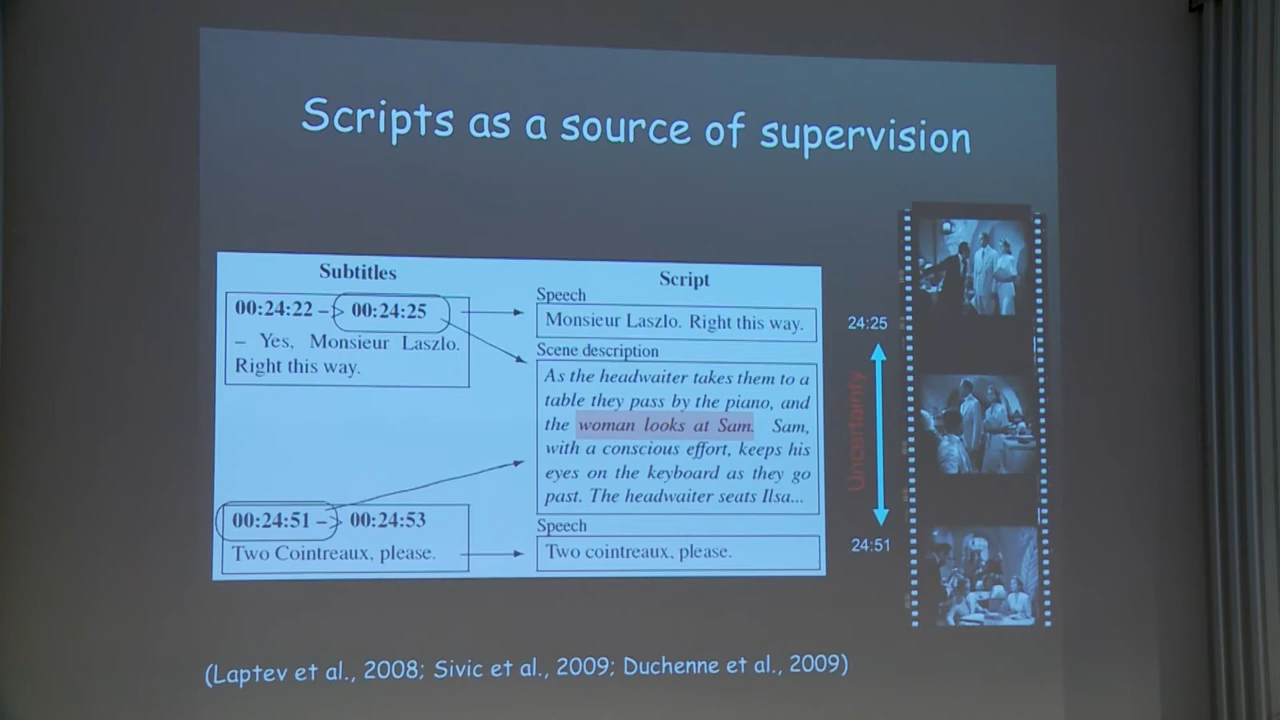 Scripts as a source of supervision
Subtitles
00:24:22 –> 00:24:25
– Yes, Monsieur Laszlo.
Right this way.
00:24:51 –> 00:24:53
Two Cointreaux, please.
Script
Speech
Monsieur Laszlo. Right this way.
Scene description
As the headwaiter takes them to a
table they pass by the piano, and
the woman looks at Sam. Sam,
with a conscious effort, keeps his
eyes on the keyboard as they go
past. The headwaiter seats Ilsa...
Speech
Two cointreaux, please.
24:25
Uncertainty
24:51
(Laptev et al., 2008; Sivic et al., 2009; Duchenne et al., 2009)